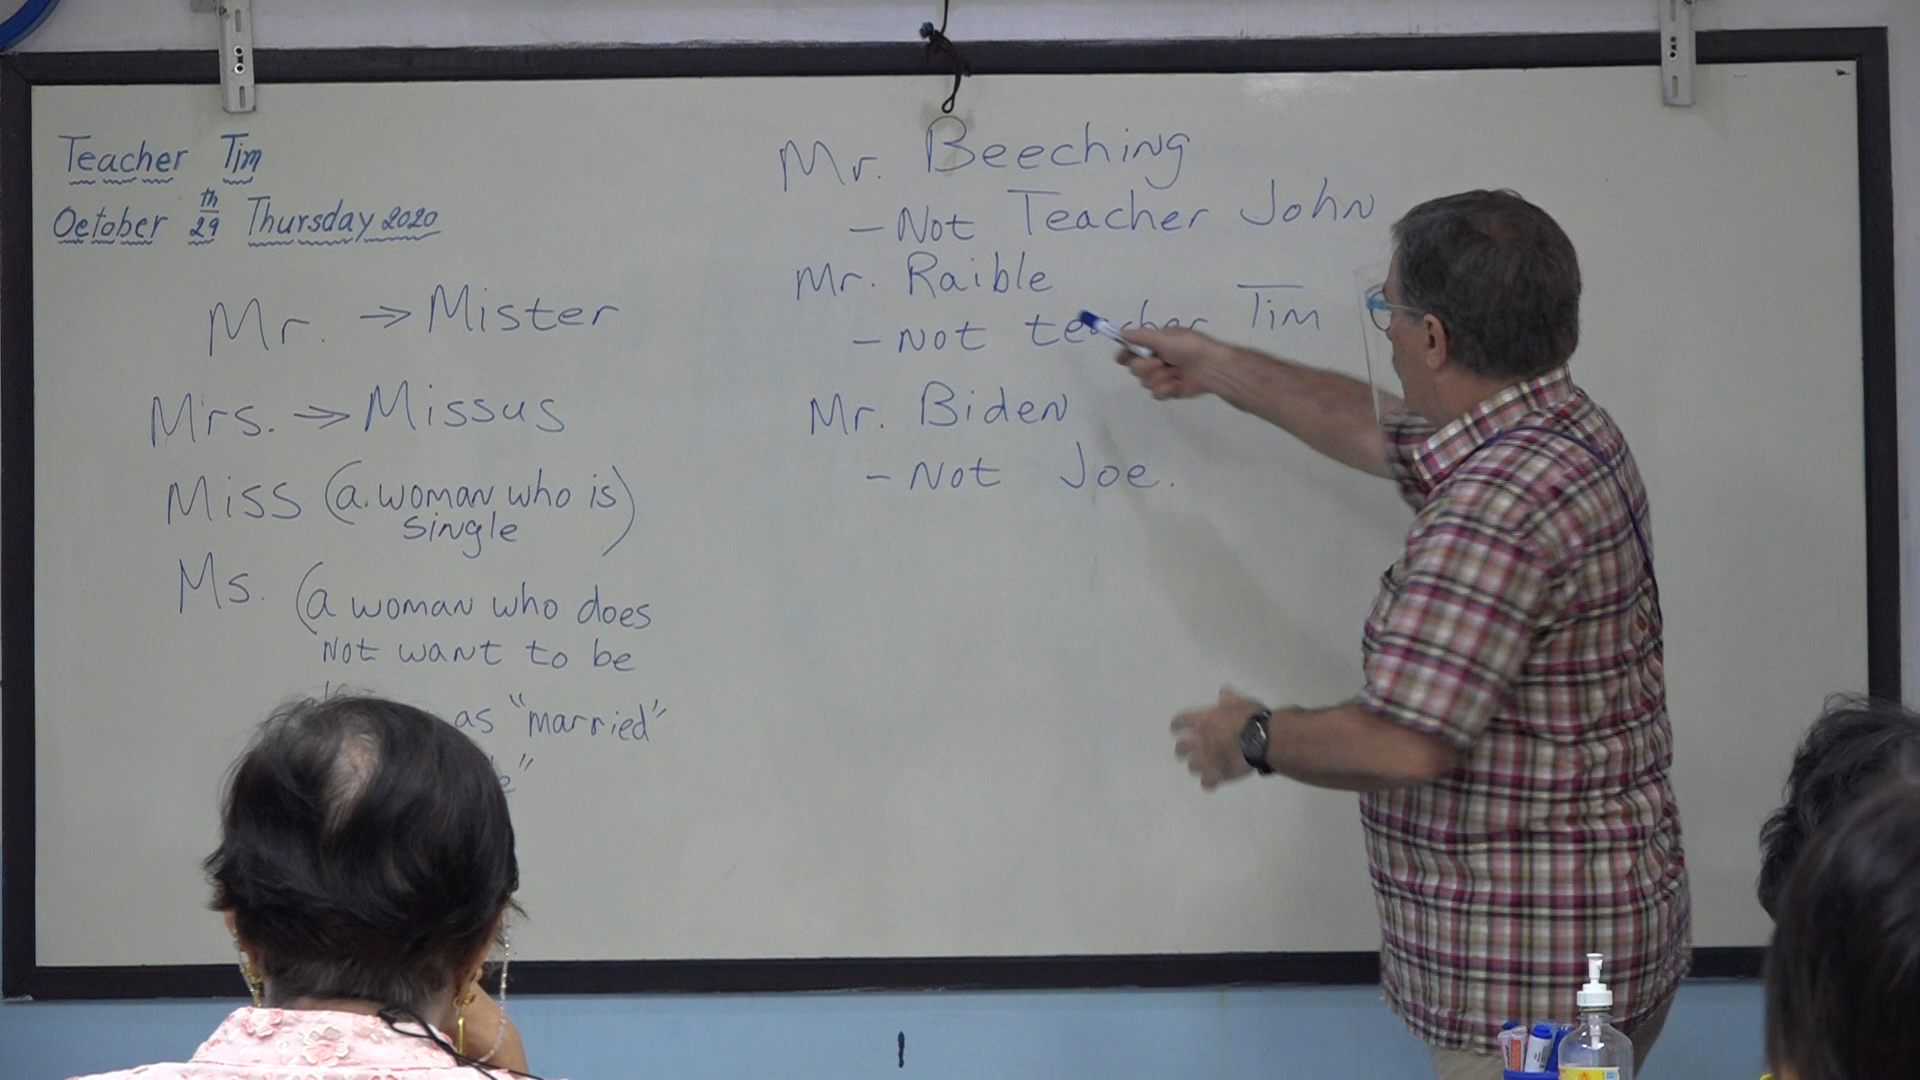 Teacher Tim
October 29th Thursday 2020
Mr. → Mister
Mrs. → Missus
Miss (a woman who is
single)
Ms. (a woman who does
not want to be
as "married"
Mr. Beeching
- Not Teacher John
Mr. Raible
- Not teacher Tim
Mr. Biden
- Not Joe.